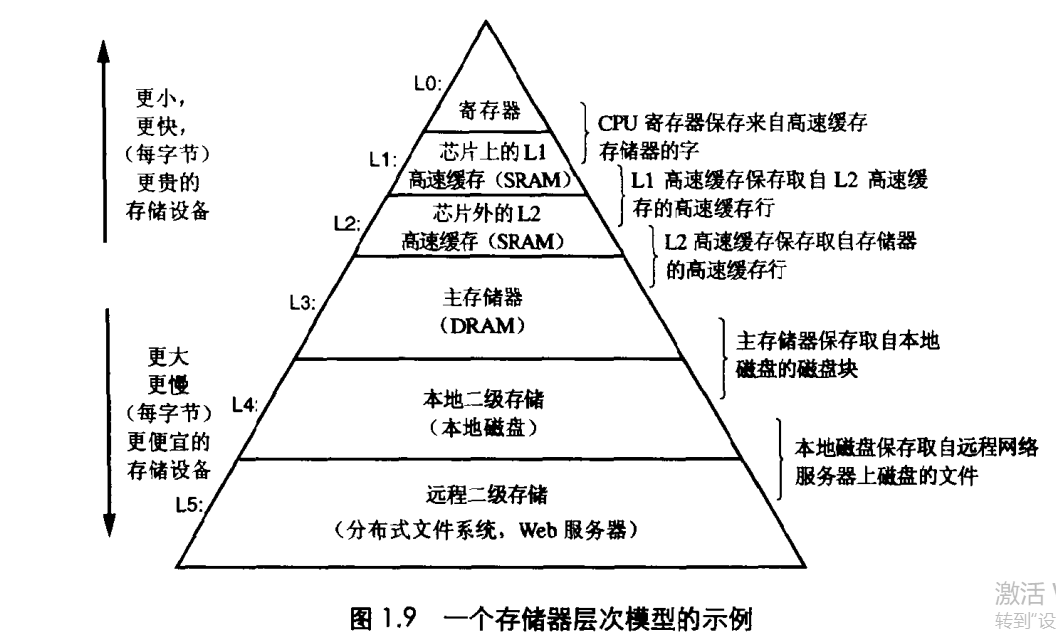 更小，
更快，
（每字节）
更贵的
存储设备
更大
更慢
（每字节）
更便宜的
存储设备
L0:
寄存器
L1:
芯片上的L1
高速缓存（SRAM）
L2:
芯片外的L2
高速缓存（SRAM）
L3:
主存储器
（DRAM）
L4:
本地二级存储
（本地磁盘）
L5:
远程二级存储
（分布式文件系统，Web 服务器）
CPU 寄存器保存来自高速缓存
存储器的字
L1 高速缓存保存取自 L2 高速缓
存的高速缓存行
L2 高速缓存保存取自存储器
的高速缓存行
主存储器保存取自本地
磁盘的磁盘块
本地磁盘保存取自远程网络
服务器上磁盘的文件
图 1.9 一个存储器层次模型的示例
激活
转到"设